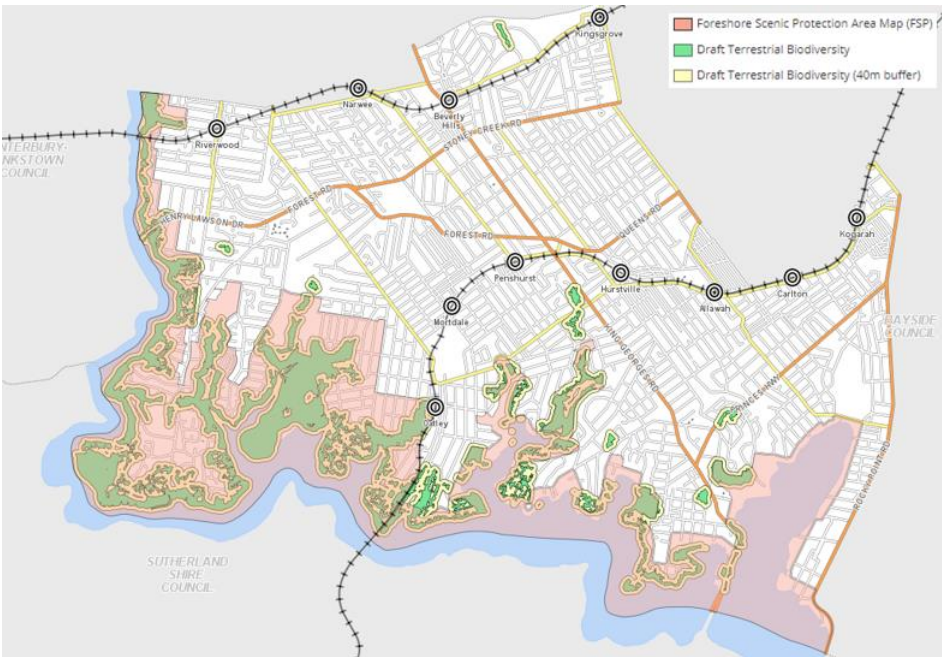 Foreshore Scenic Protection Area Map (FSP)
Draft Terrestrial Biodiversity
Draft Terrestrial Biodiversity (40m buffer)
Kingsgrove
Narwee
Beverly
Hills
Riverwood
STONEY CREEK RD
NTERBURY-
NKSTOWN
COUNCIL
HENRY LAWSON DR
FOREST RD
FOREST RD
QUEENS RD
Kogarah
Penshurst
Hurstville
Carlton
Allawah
Mortdale
BAYSIDE
COUNCIL
KING GEORGES RD
PRINCES HWY
Oatley
ROCKY POINT RD
SUTHERLAND
SHIRE
COUNCIL